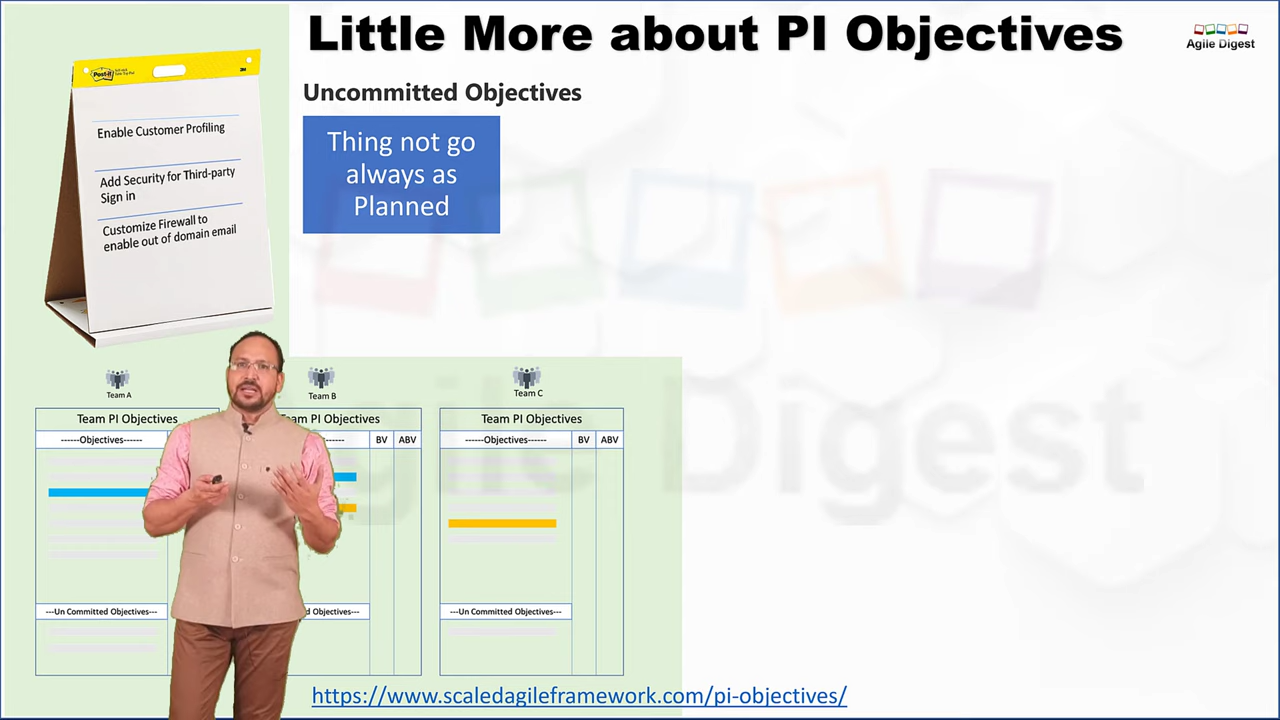 Little More about PI Objectives
Agile Digest
Uncommitted Objectives
Thing not go
always as
Planned
Post-it
3M
Enable Customer Profiling
Add Security for Third-party
Sign in
Customize Firewall to
enable out of domain email
Team A
Team B
Team C
Team PI Objectives
------Objectives------
---Un Committed Objectives---
Team PI Objectives
BV
ABV
d Objectives---
Team PI Objectives
------Objectives------
BV
ABV
---Un Committed Objectives---
gile Digest
https://www.scaledagileframework.com/pi-objectives/